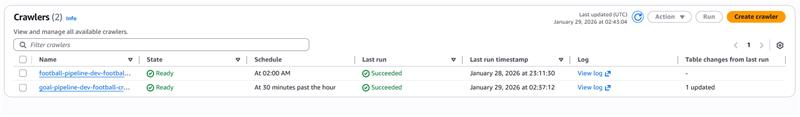 Crawlers (2) Info
Last updated (UTC)
January 29, 2026 at 02:43:04
Action
Run
Create crawler
View and manage all available crawlers.
Filter crawlers
1
Name State Schedule Last run Last run timestamp Log Table changes from last run
football-pipeline-dev-footbal... Ready At 02:00 AM Succeeded January 28, 2026 at 23:11:30 View log -
goal-pipeline-dev-football-cr... Ready At 30 minutes past the hour Succeeded January 29, 2026 at 02:37:12 View log 1 updated